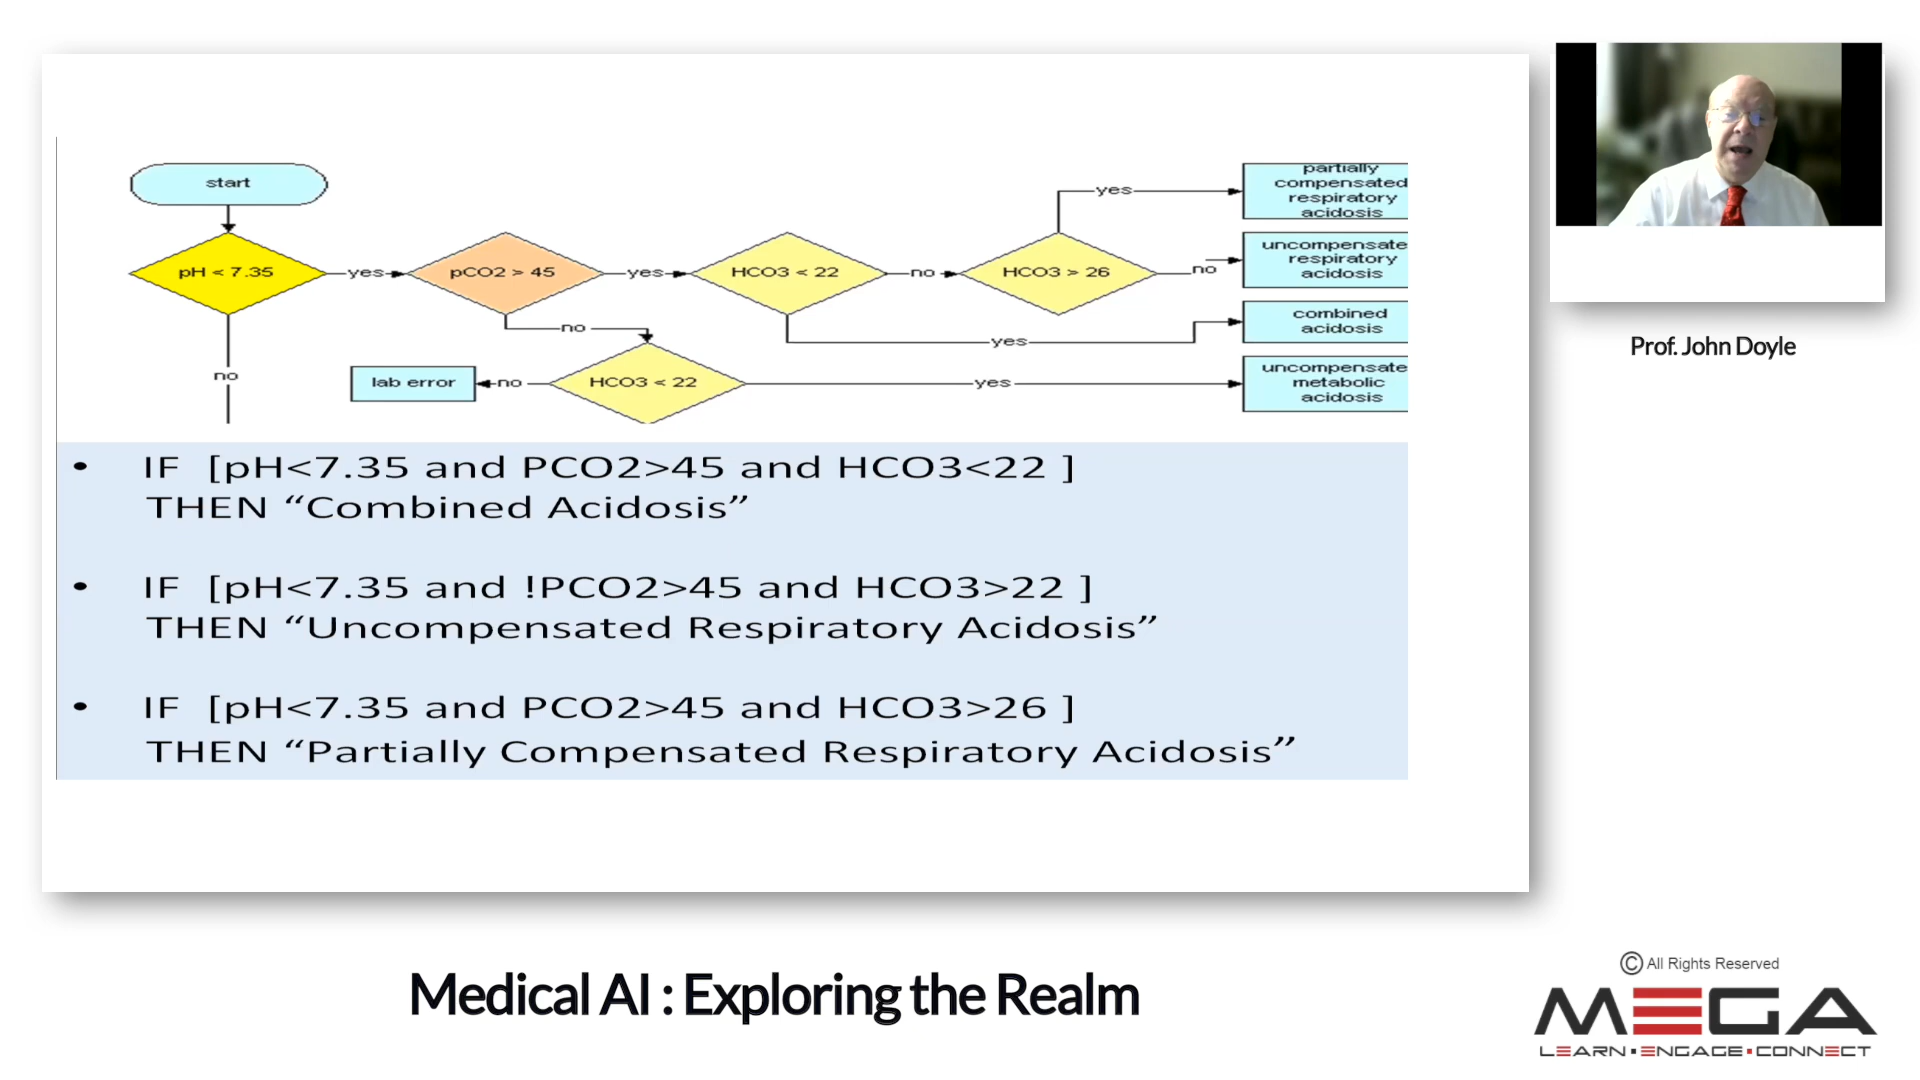 start
pH < 7.35
yes
pCO2 > 45
yes
HCO3 < 22
no
HCO3 > 26
yes
partially
compensated
respiratory
acidosis
no
uncompensate
respiratory
acidosis
yes
combined
acidosis
no
HCO3 < 22
no
lab error
yes
uncompensate
metabolic
acidosis
no
• IF [pH<7.35 and PCO2>45 and HCO3<22 ]
THEN “Combined Acidosis”
• IF [pH<7.35 and !PCO2>45 and HCO3>22 ]
THEN “Uncompensated Respiratory Acidosis”
• IF [pH<7.35 and PCO2>45 and HCO3>26 ]
THEN “Partially Compensated Respiratory Acidosis”
Prof. John Doyle
Medical AI : Exploring the Realm
© All Rights Reserved
MEGA
LEARN▪ENGAGE▪CONNECT